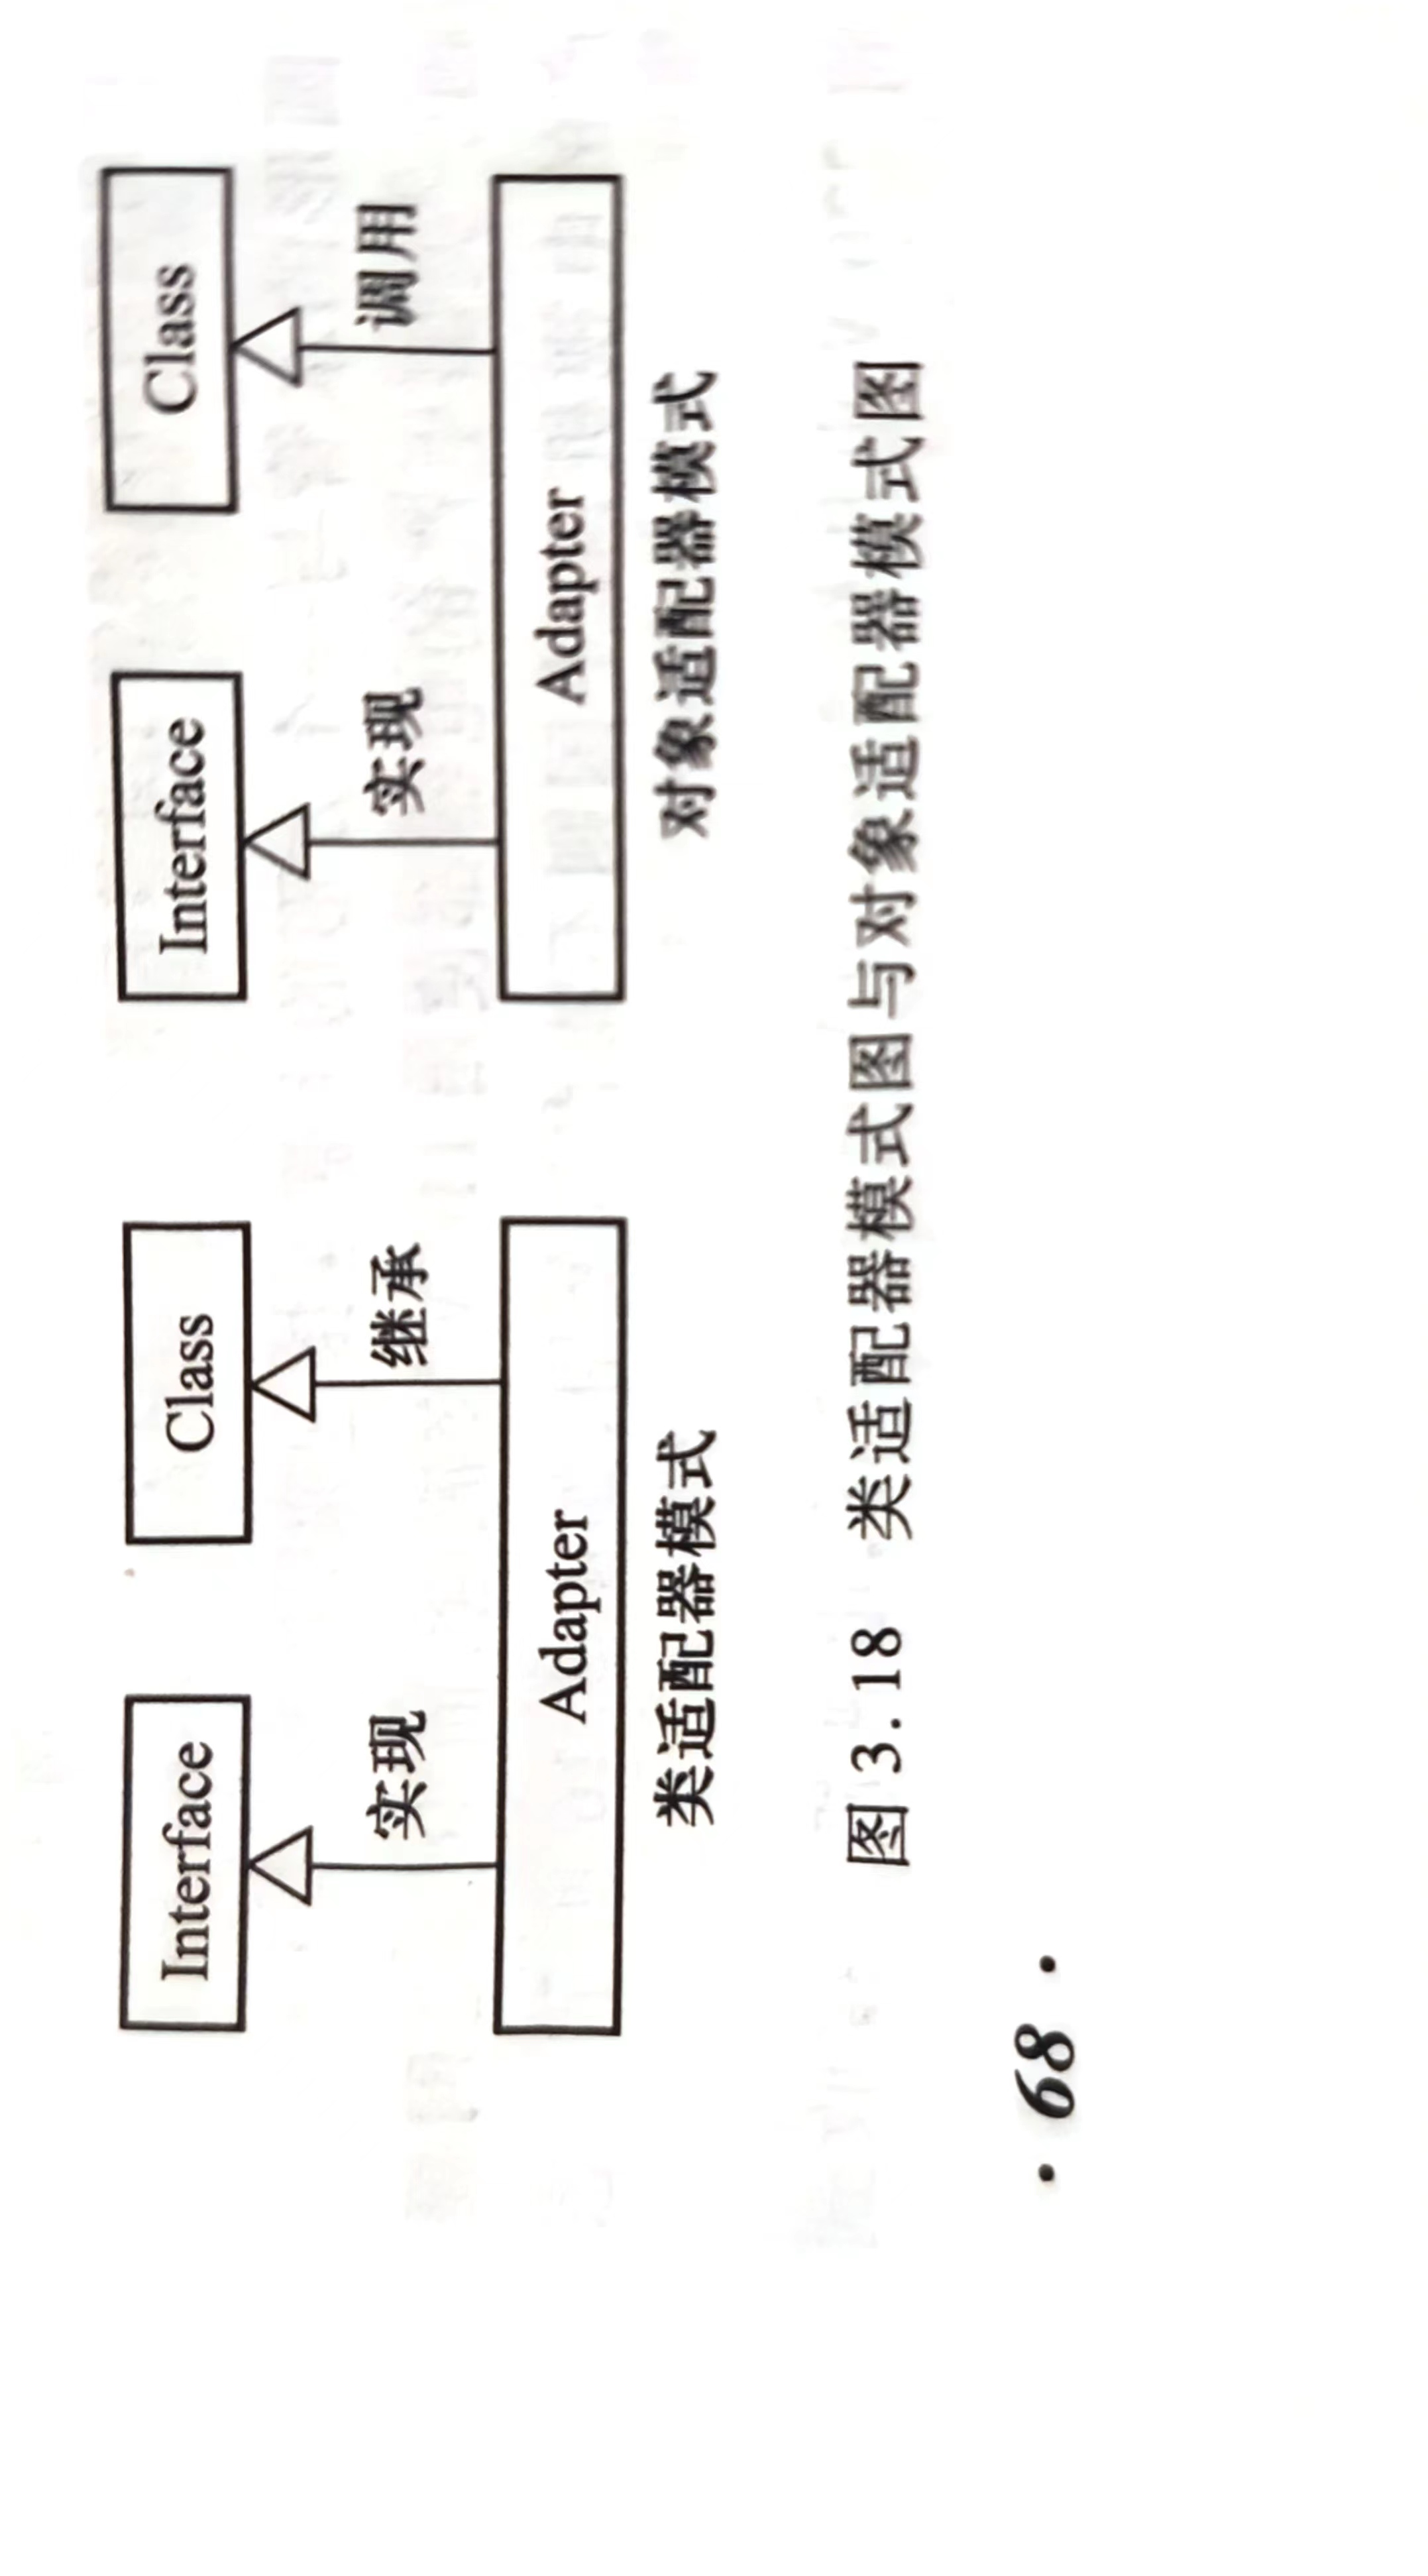 Interface Class Interface Class
实现 继承 实现 调用
Adapter Adapter
类适配器模式 对象适配器模式
图 3.18 类适配器模式图与对象适配器模式图
· 68 ·